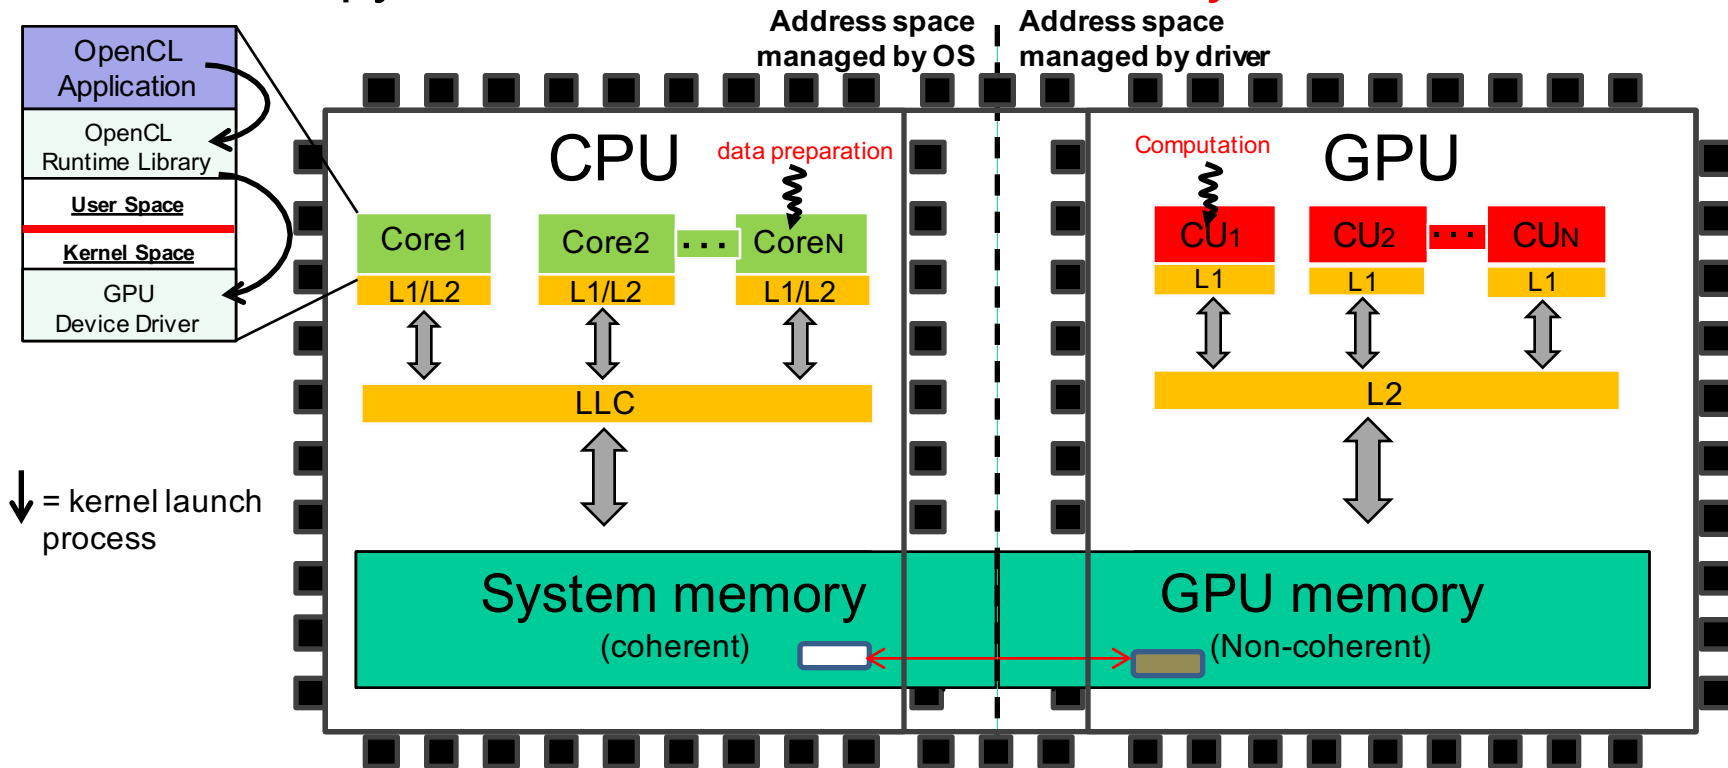 Address space
managed by OS
Address space
managed by driver
OpenCL
Application
OpenCL
Runtime Library
User Space
Kernel Space
GPU
Device Driver
= kernel launch
process
CPU
data preparation
Core1
Core2
...
CoreN
L1/L2
L1/L2
L1/L2
LLC
System memory
(coherent)
Computation
GPU
CU1
CU2
...
CUN
L1
L1
L1
L2
GPU memory
(Non-coherent)